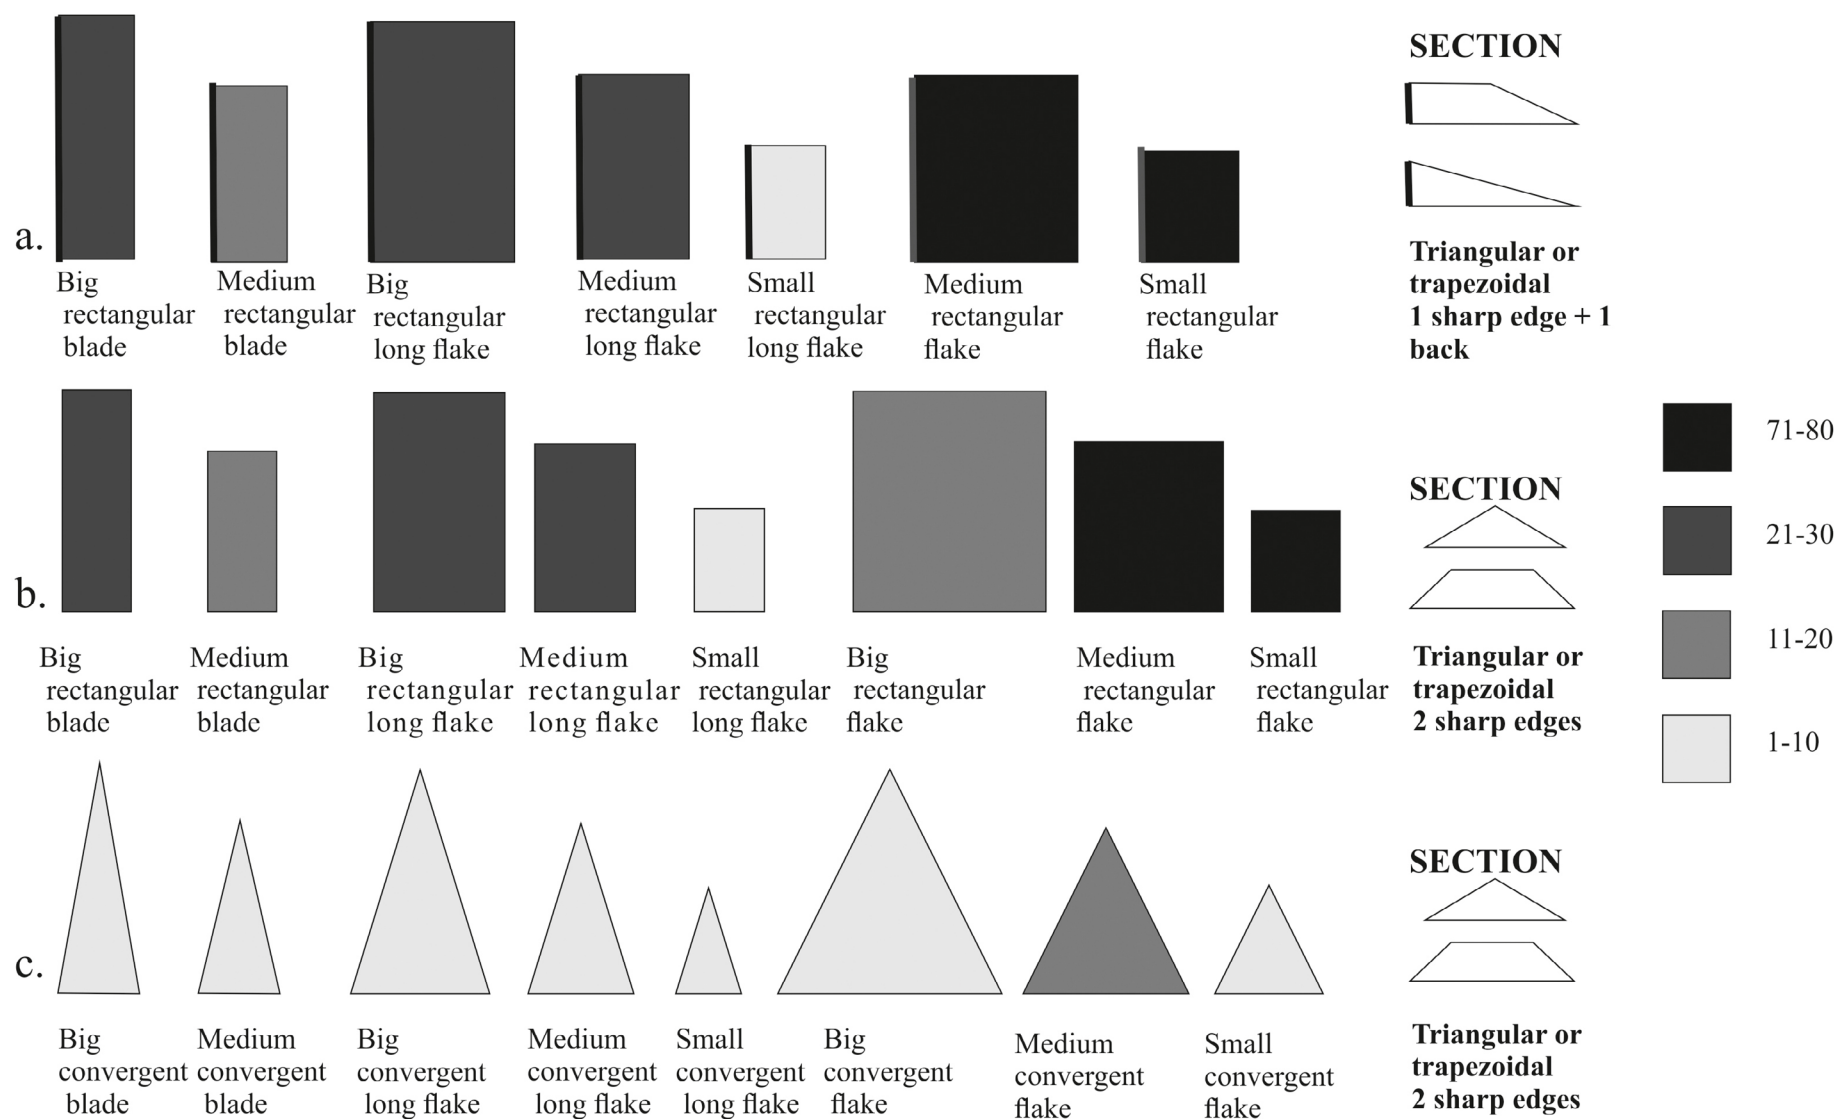 SECTION
a.
Big
rectangular
blade
Medium
rectangular
blade
Big
rectangular
long flake
Medium
rectangular
long flake
Small
rectangular
long flake
Medium
rectangular
flake
Small
rectangular
flake
Triangular or
trapezoidal
1 sharp edge + 1
back
71-80
21-30
11-20
1-10
SECTION
b.
Big
rectangular
blade
Medium
rectangular
blade
Big
rectangular
long flake
Medium
rectangular
long flake
Small
rectangular
long flake
Big
rectangular
flake
Medium
rectangular
flake
Small
rectangular
flake
Triangular or
trapezoidal
2 sharp edges
SECTION
c.
Big
convergent
blade
Medium
convergent
blade
Big
convergent
long flake
Medium
convergent
long flake
Small
convergent
long flake
Big
convergent
flake
Medium
convergent
flake
Small
convergent
flake
Triangular or
trapezoidal
2 sharp edges